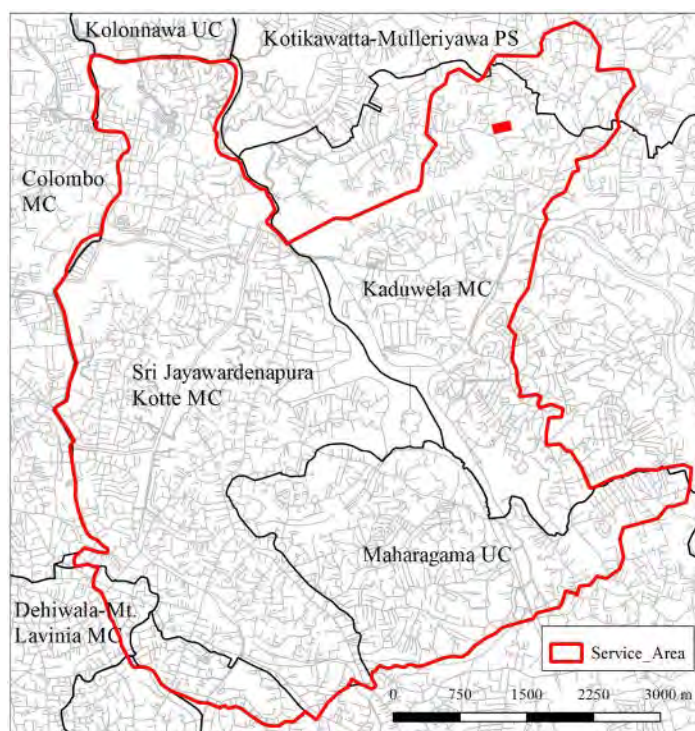 Kolonnawa UC
Kotikawatta-Mulleriyawa PS
Colombo
MC
Kaduwela MC
Sri Jayawardenapura
Kotte MC
Maharagama UC
Dehiwala-Mt.
Lavinia MC
Service_Area
0 750 1500 2250 3000 m